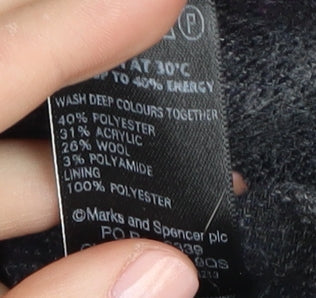 Ⓟ
AT 30°C
UP TO 40% ENERGY
WASH DEEP COLOURS TOGETHER
40% POLYESTER
31% ACRYLIC
26% WOOL
3% POLYAMIDE
LINING
100% POLYESTER
©Marks and Spencer plc